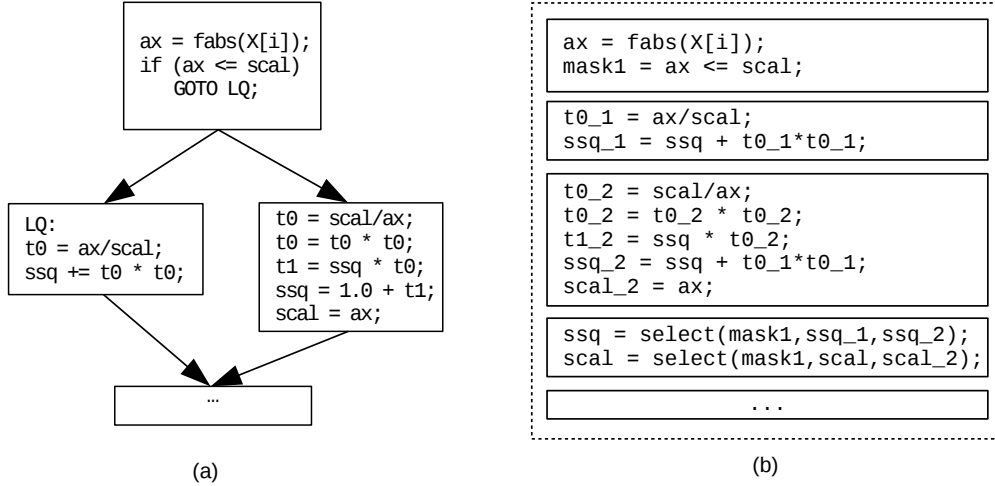 ax = fabs(X[i]);
if (ax <= scal)
GOTO LQ;
LQ:
t0 = ax/scal;
ssq += t0 * t0;
t0 = scal/ax;
t0 = t0 * t0;
t1 = ssq * t0;
ssq = 1.0 + t1;
scal = ax;
...
(a)
ax = fabs(X[i]);
mask1 = ax <= scal;
t0_1 = ax/scal;
ssq_1 = ssq + t0_1*t0_1;
t0_2 = scal/ax;
t0_2 = t0_2 * t0_2;
t1_2 = ssq * t0_2;
ssq_2 = ssq + t0_1*t0_1;
scal_2 = ax;
ssq = select(mask1,ssq_1,ssq_2);
scal = select(mask1,scal,scal_2);
...
(b)